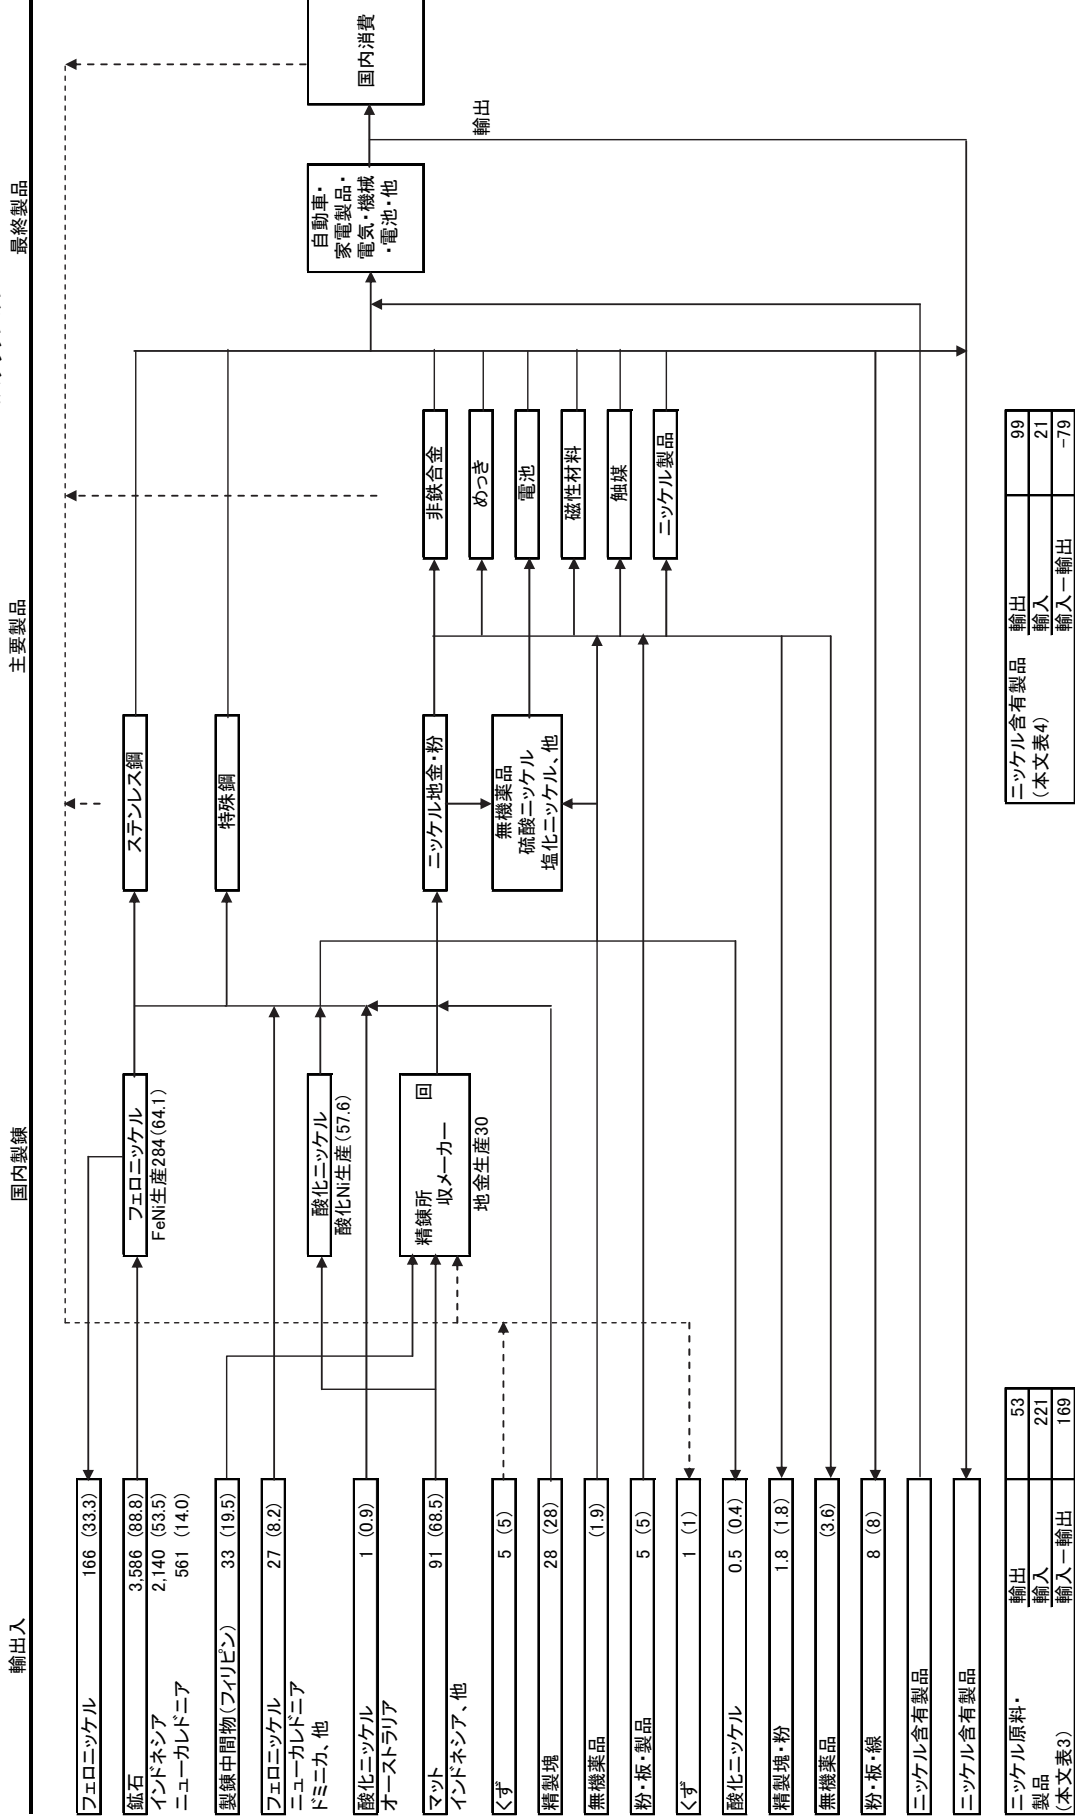 輸出入
国内製錬
主要製品
最終製品
フェロニッケル 166 (33.3)
鉱石 3,586 (88.8)
インドネシア 2,140 (53.5)
ニューカレドニア 561 (14.0)
製錬中間物(フィリピン) 33 (19.5)
フェロニッケル 27 (8.2)
ニューカレドニア
ドミニカ、他
酸化ニッケル 1 (0.9)
オーストラリア
マット 91 (68.5)
インドネシア、他
くず 5 (5)
精製塊 28 (28)
無機薬品 (1.9)
粉・板・製品 5 (5)
くず 1 (1)
酸化ニッケル 0.5 (0.4)
精製塊・粉 1.8 (1.8)
無機薬品 (3.6)
粉・板・線 8 (8)
ニッケル含有製品
ニッケル含有製品
フェロニッケル
FeNi生産284(64.1)
酸化ニッケル
酸化Ni生産(57.6)
精錬所 回
収メーカー
地金生産30
ステンレス鋼
特殊鋼
ニッケル地金・粉
無機薬品
硫酸ニッケル
塩化ニッケル、他
非鉄合金
めっき
電池
磁性材料
触媒
ニッケル製品
自動車・
家電製品・
電気・機械
・電池・他
国内消費
輸出
ニッケル原料・ 輸出 53
製品 輸入 221
(本文表3) 輸入ー輸出 169
ニッケル含有製品 輸出 99
(本文表4) 輸入 21
輸入ー輸出 -79